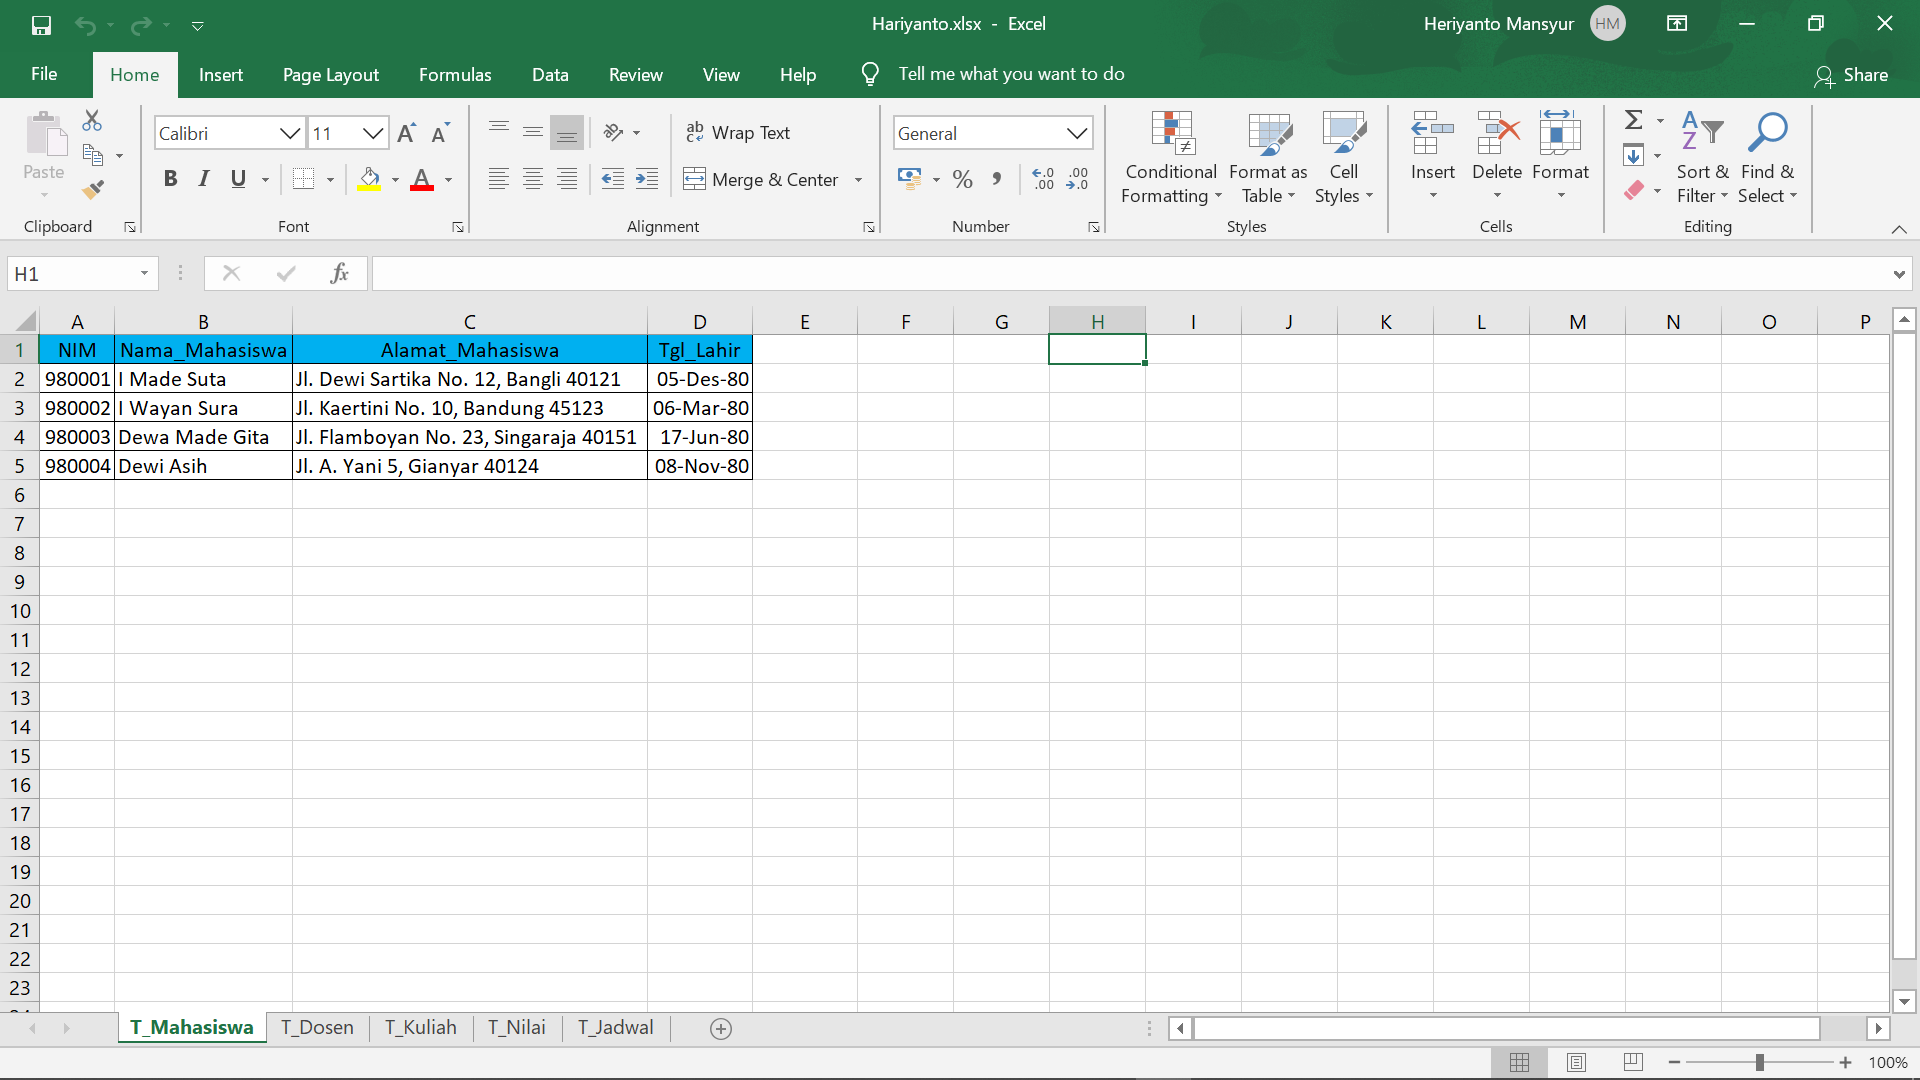 Hariyanto.xlsx - Excel
Heriyanto Mansyur HM
File Home Insert Page Layout Formulas Data Review View Help Tell me what you want to do Share
Paste
Calibri 11
B I U
Wrap Text
Merge & Center
General
Conditional Formatting
Format as Table
Cell Styles
Insert
Delete
Format
Sort & Filter
Find & Select
Clipboard Font Alignment Number Styles Cells Editing
H1 fx
A B C D E F G H I J K L M N O P
1 NIM Nama_Mahasiswa Alamat_Mahasiswa Tgl_Lahir
2 980001 I Made Suta Jl. Dewi Sartika No. 12, Bangli 40121 05-Des-80
3 980002 I Wayan Sura Jl. Kaertini No. 10, Bandung 45123 06-Mar-80
4 980003 Dewa Made Gita Jl. Flamboyan No. 23, Singaraja 40151 17-Jun-80
5 980004 Dewi Asih Jl. A. Yani 5, Gianyar 40124 08-Nov-80
6
7
8
9
10
11
12
13
14
15
16
17
18
19
20
21
22
23
T_Mahasiswa T_Dosen T_Kuliah T_Nilai T_Jadwal
100%